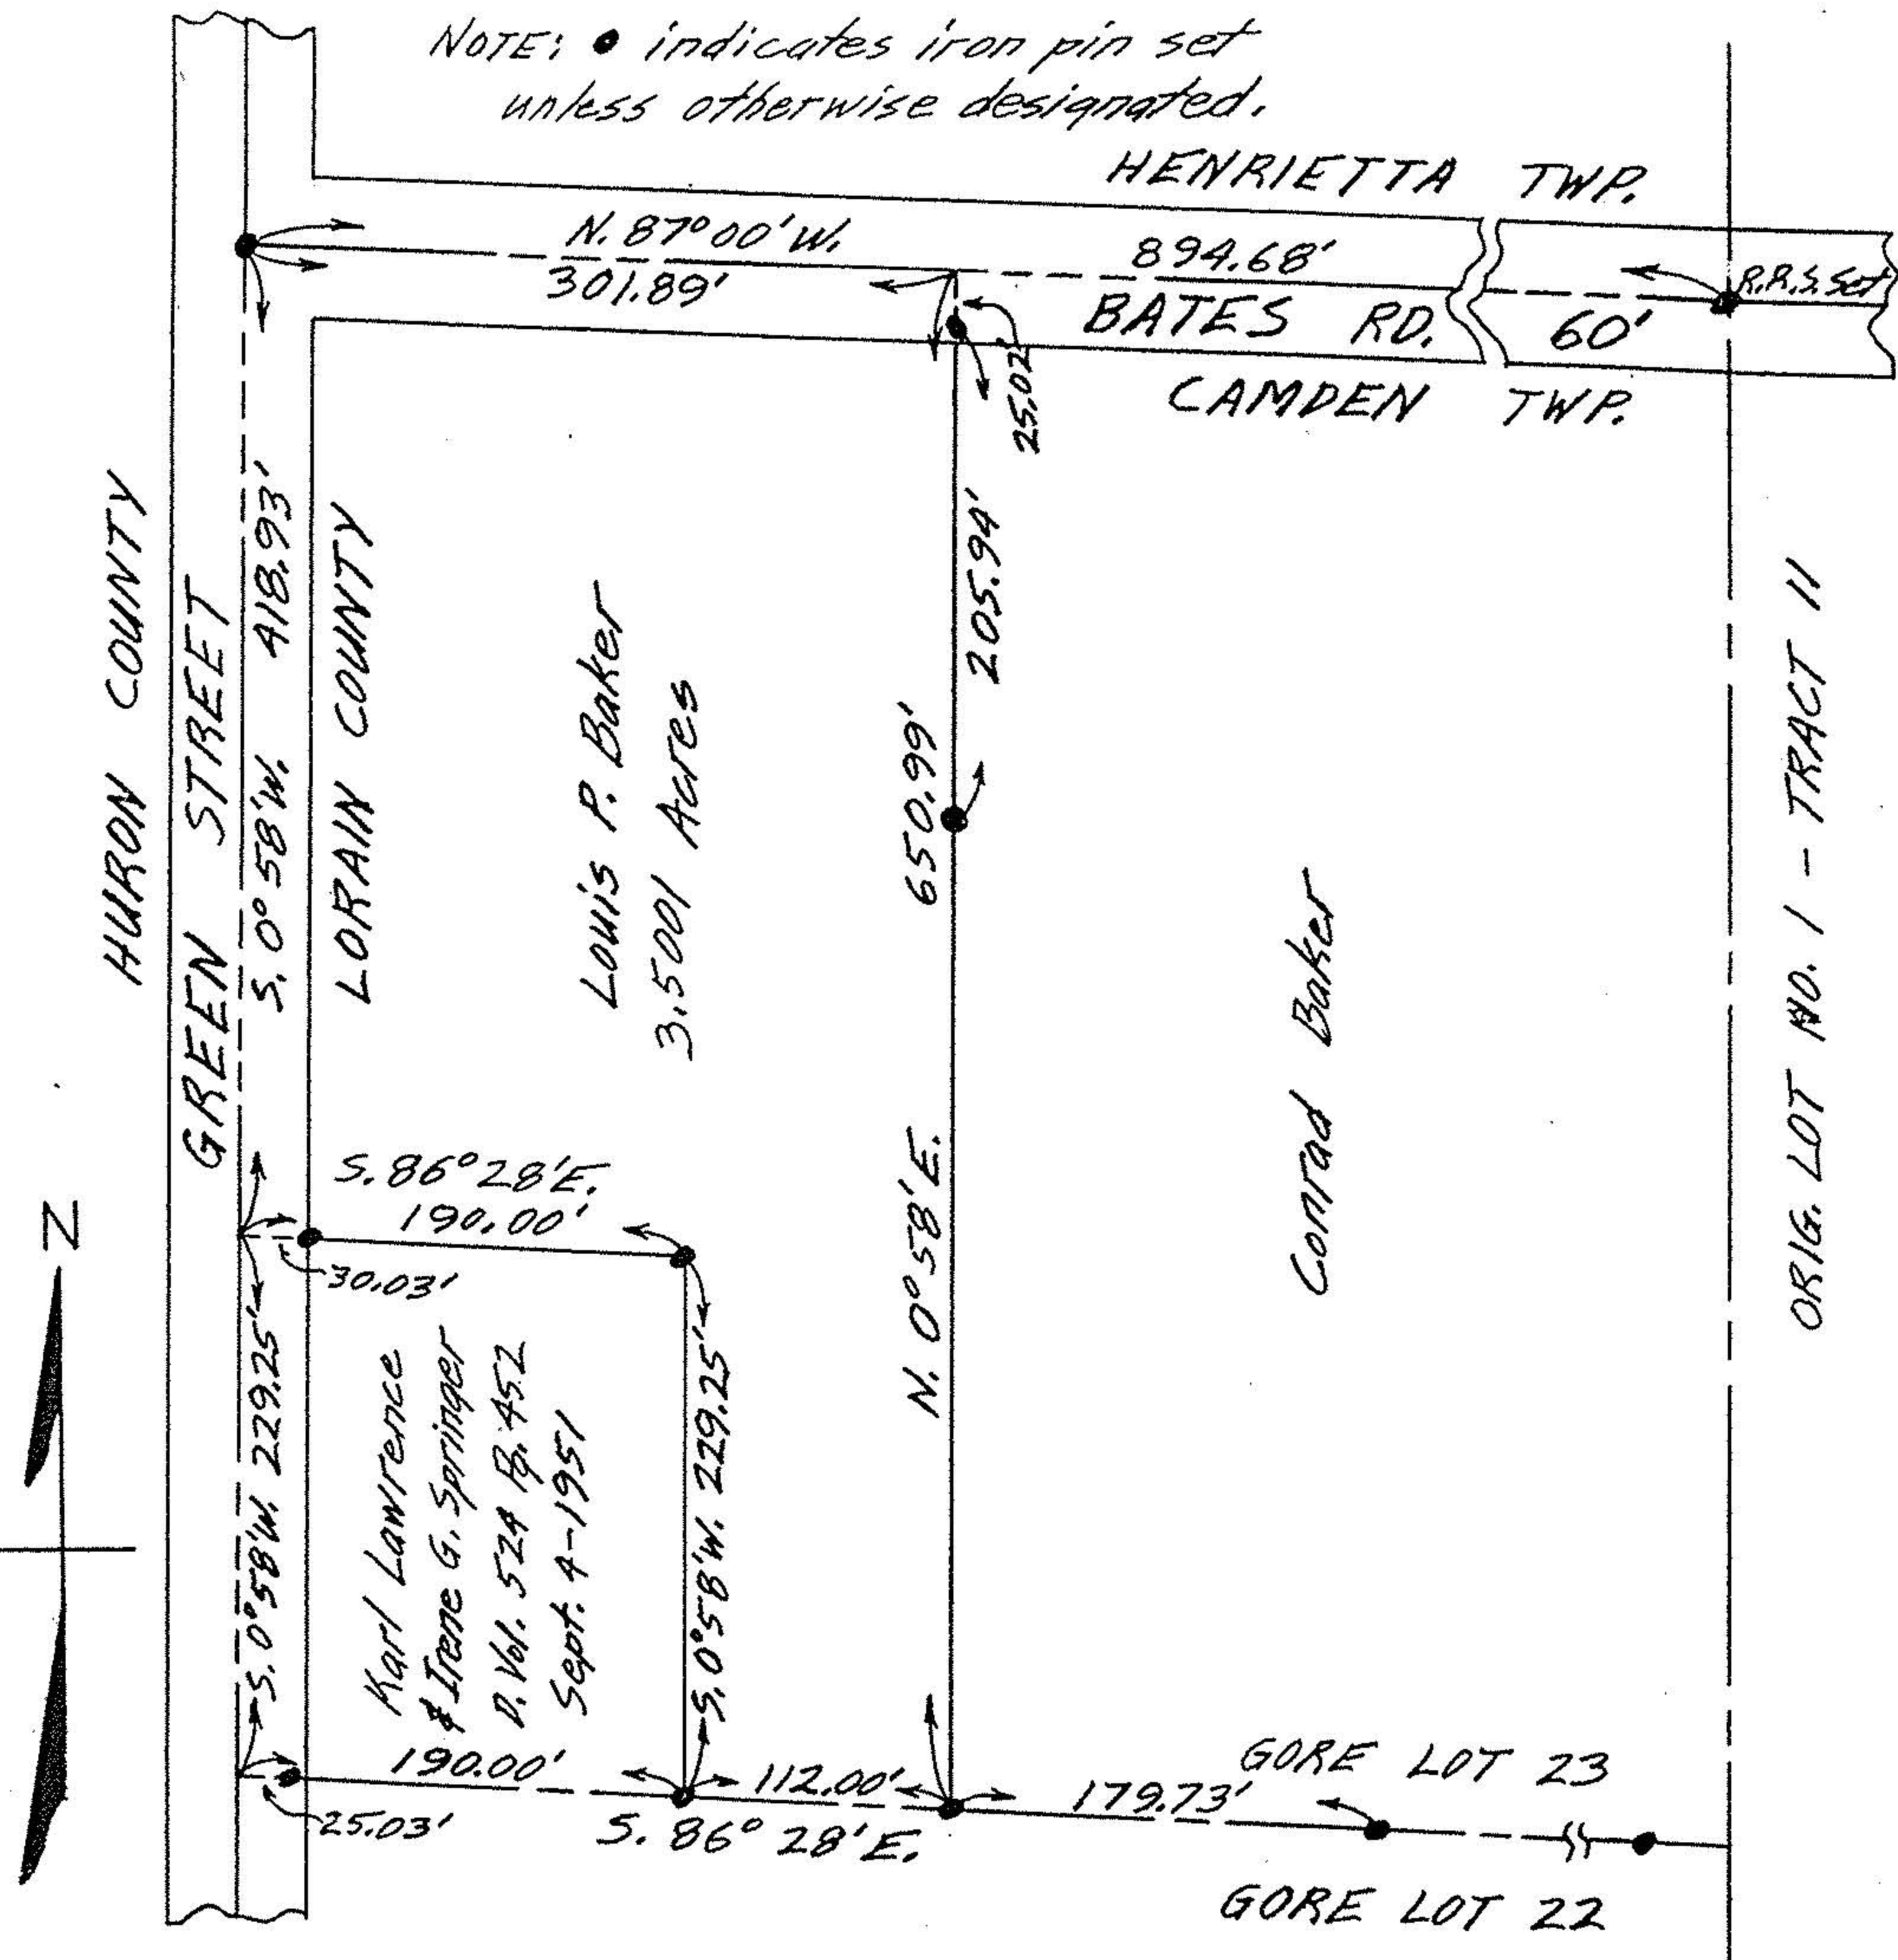 NOTE: • indicates iron pin set
unless otherwise designated.
HENRIETTA TWP.
N. 87°00'W.
301.89'
894.68'
R.R.S. Set
BATES RD.
60'
25.02'
CAMDEN TWP.
HURON COUNTY
GREEN STREET
S. 0°58'W. 418.93'
LORAIN COUNTY
Louis P. Baker
3.5001 Acres
205.94'
650.99'
N. 0°58'E.
Conrad Baker
ORIG. LOT NO. 1 - TRACT 11
N
S. 86°28'E.
190.00'
30.03'
S. 0°58'W. 229.25'
Karl Lawrence
& Irene G. Springer
D. Vol. 524 Pg. 452
Sept. 4-1951
S. 0°58'W. 229.25'
190.00'
112.00'
179.73'
25.03'
S. 86° 28'E.
GORE LOT 23
GORE LOT 22